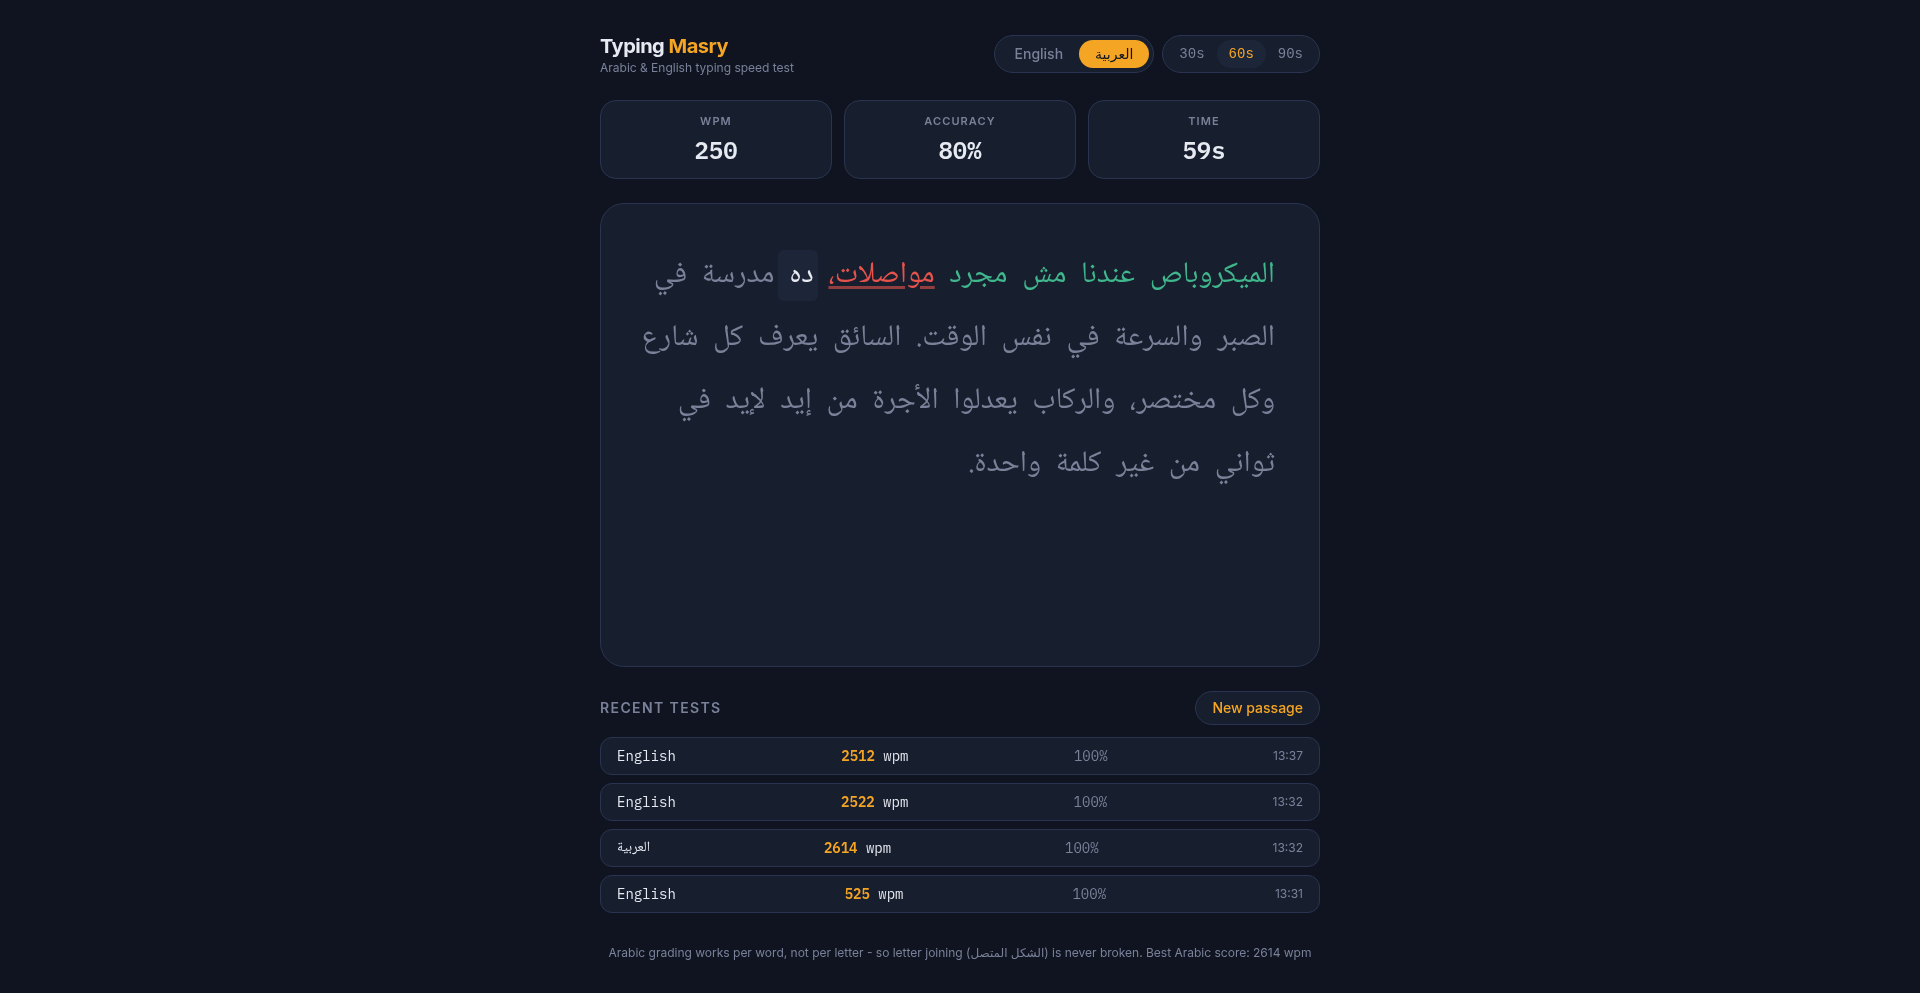 Typing Masry
Arabic & English typing speed test
English العربية 30s 60s 90s
WPM ACCURACY TIME
250 80% 59s
الميكروباص عندنا مش مجرد مواصلات، ده مدرسة في
الصبر والسرعة في نفس الوقت. السائق يعرف كل شارع
وكل مختصر، والركاب يعدلوا الأجرة من إيد لإيد في
ثواني من غير كلمة واحدة.
RECENT TESTS New passage
English 2512 wpm 100% 13:37
English 2522 wpm 100% 13:32
العربية 2614 wpm 100% 13:32
English 525 wpm 100% 13:31
Arabic grading works per word, not per letter - so letter joining (الشكل المتصل) is never broken. Best Arabic score: 2614 wpm